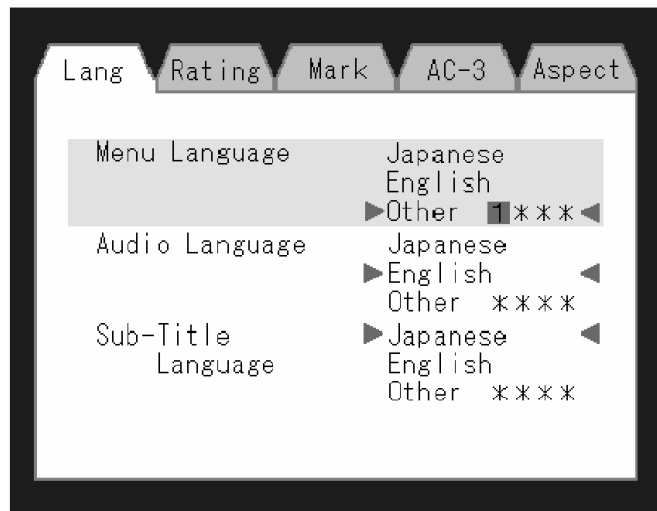 Lang Rating Mark AC-3 Aspect
Menu Language Japanese
English
▶Other 1***◀
Audio Language Japanese
▶English ◀
Other ****
Sub-Title ▶Japanese ◀
Language English
Other ****